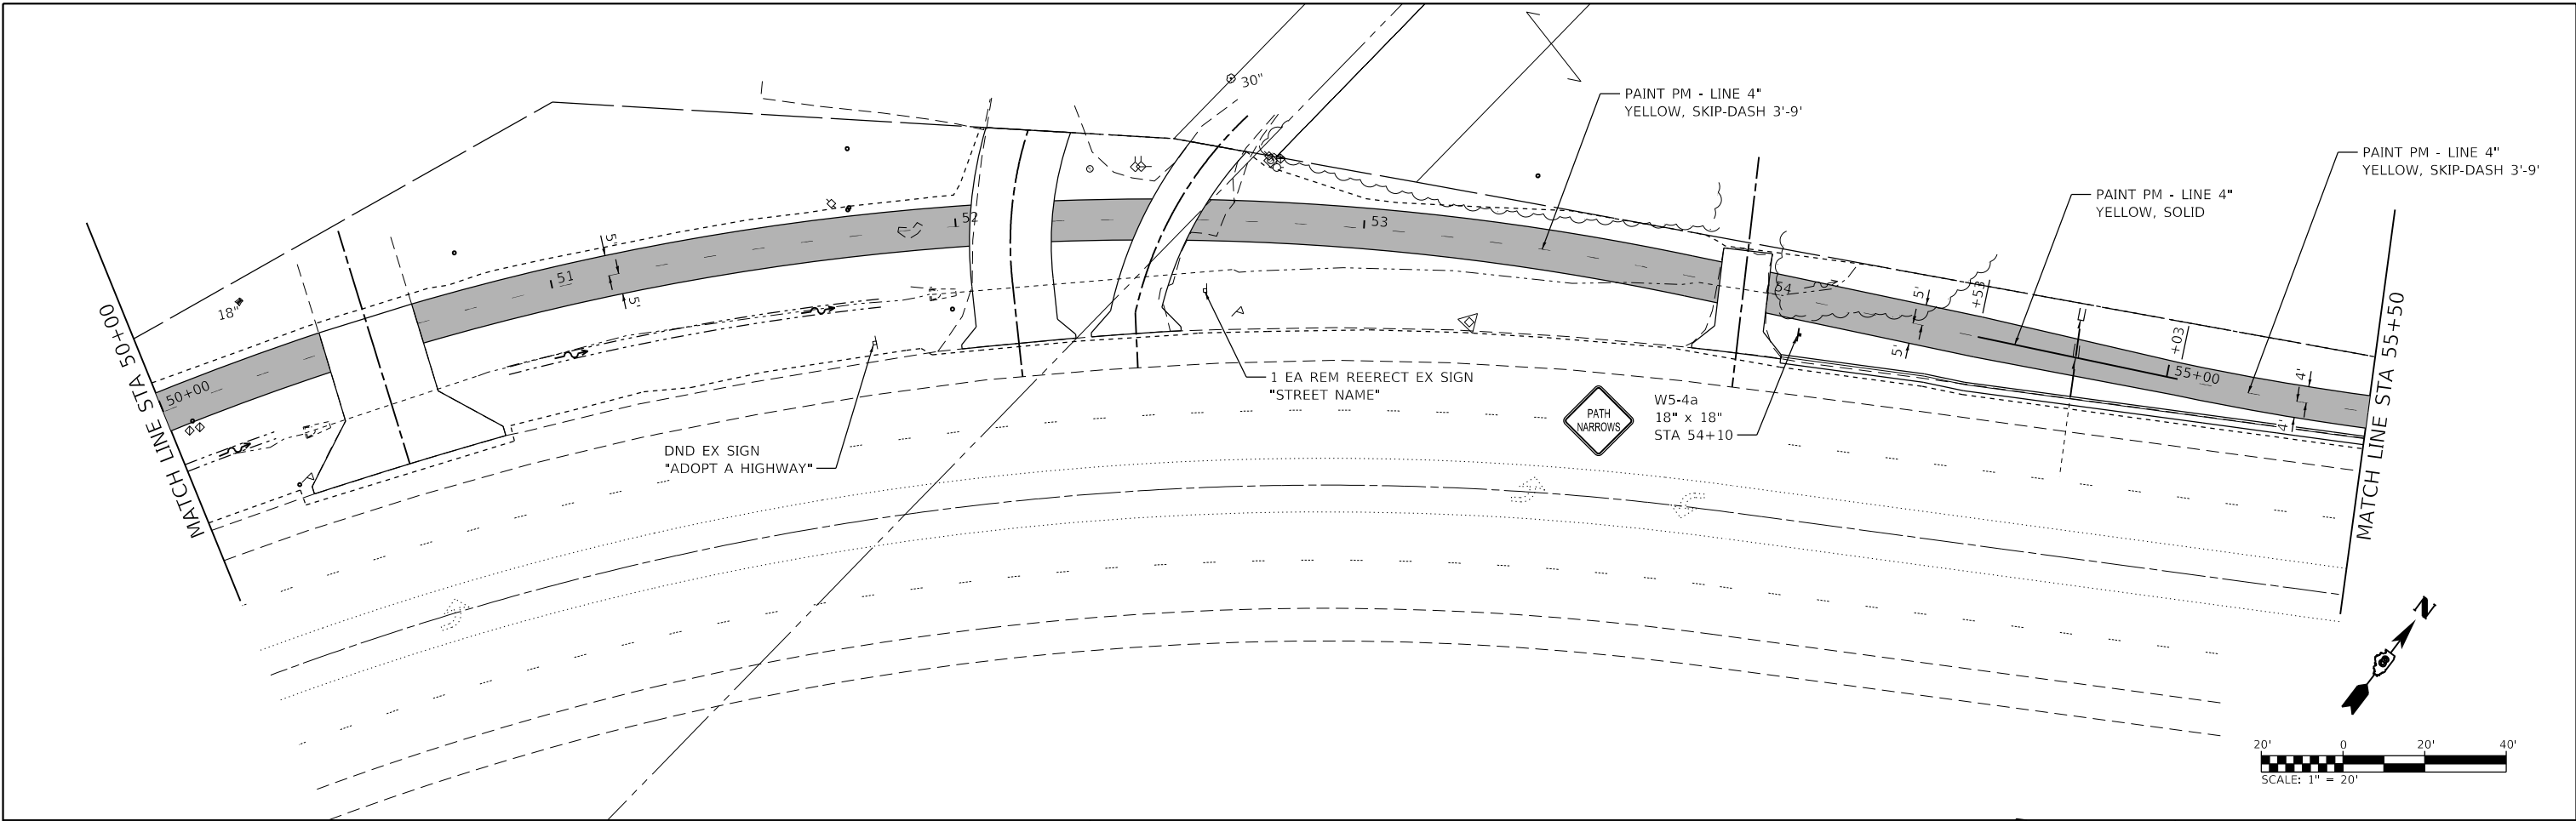 30"
PAINT PM - LINE 4"
YELLOW, SKIP-DASH 3'-9'
PAINT PM - LINE 4"
YELLOW, SKIP-DASH 3'-9'
PAINT PM - LINE 4"
YELLOW, SOLID
52
53
5'
51
5'
18"
54
5'
+53
5'
+03
55+00
4'
4'
50+00
MATCH LINE STA 50+00
MATCH LINE STA 55+50
1 EA REM REERECT EX SIGN
"STREET NAME"
DND EX SIGN
"ADOPT A HIGHWAY"
PATH
NARROWS
W5-4a
18" x 18"
STA 54+10
N
20' 0 20' 40'
SCALE: 1" = 20'